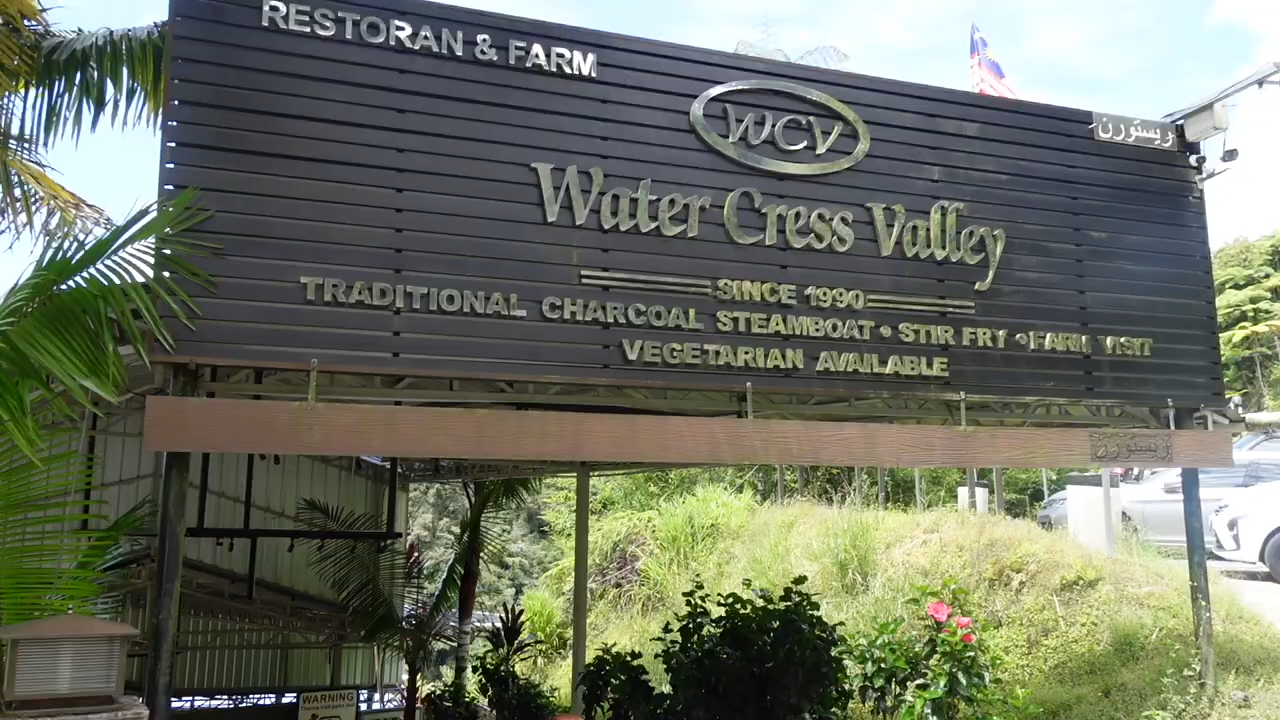 RESTORAN & FARM
WCV
ريستورن
Water Cress Valley
SINCE 1990
TRADITIONAL CHARCOAL STEAMBOAT • STIR FRY • FARM VISIT
VEGETARIAN AVAILABLE
ريستورن
WARNING